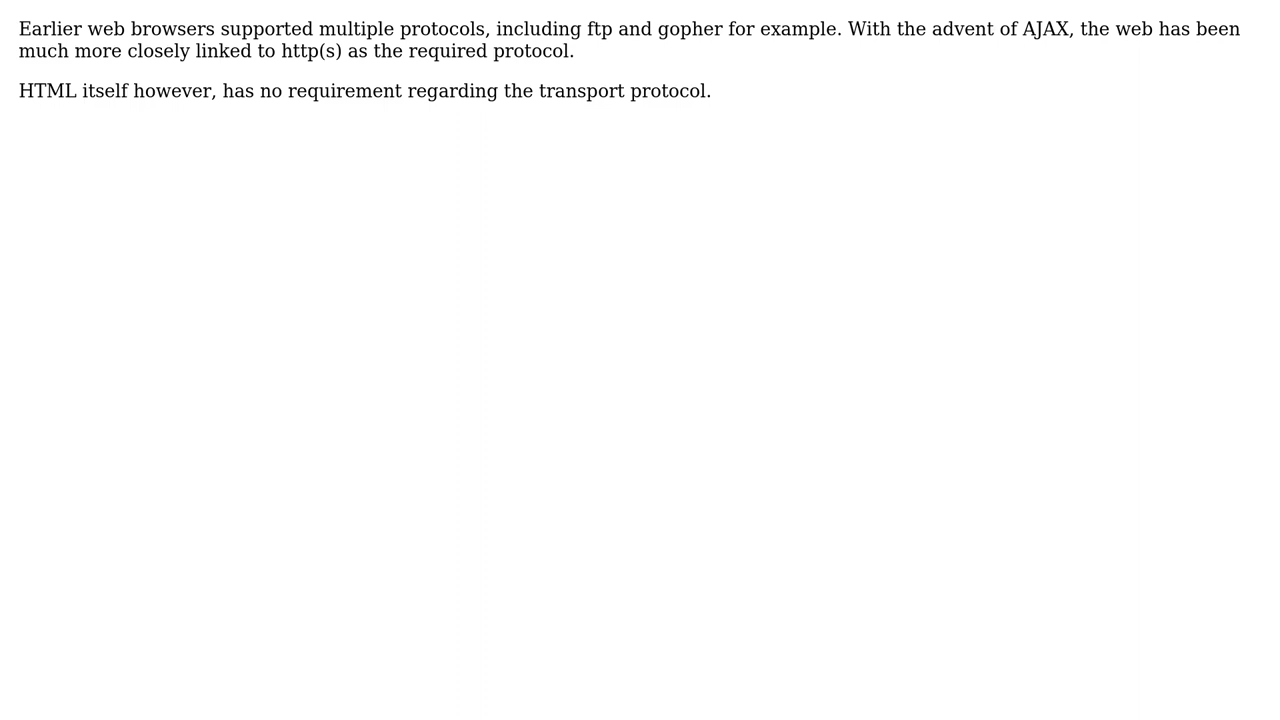 Earlier web browsers supported multiple protocols, including ftp and gopher for example. With the advent of AJAX, the web has been
much more closely linked to http(s) as the required protocol.
HTML itself however, has no requirement regarding the transport protocol.